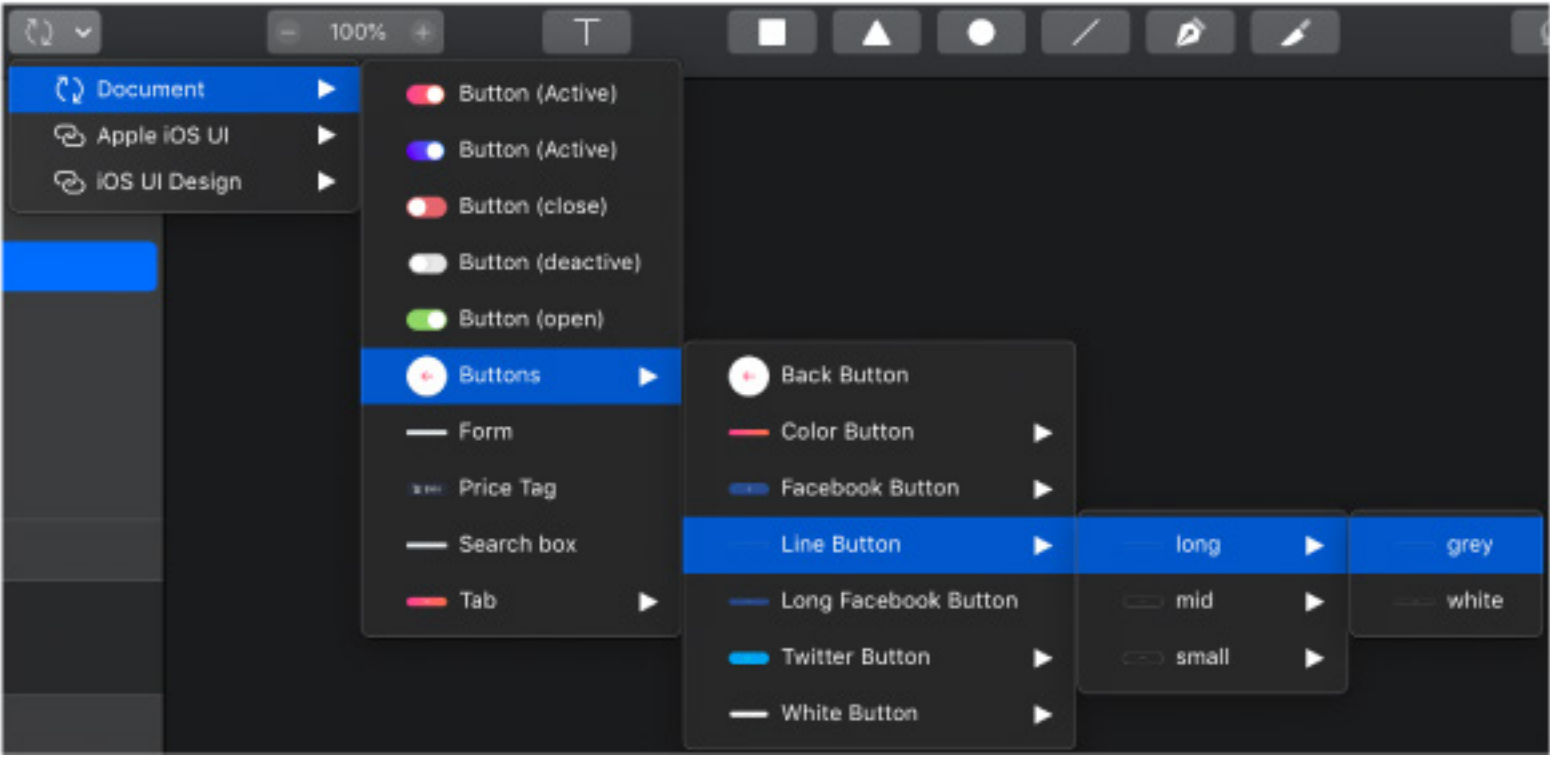 100%
T
Document
Apple iOS UI
iOS UI Design
Button (Active)
Button (Active)
Button (close)
Button (deactive)
Button (open)
Buttons
Form
Price Tag
Search box
Tab
Back Button
Color Button
Facebook Button
Line Button
Long Facebook Button
Twitter Button
White Button
long
mid
small
grey
white